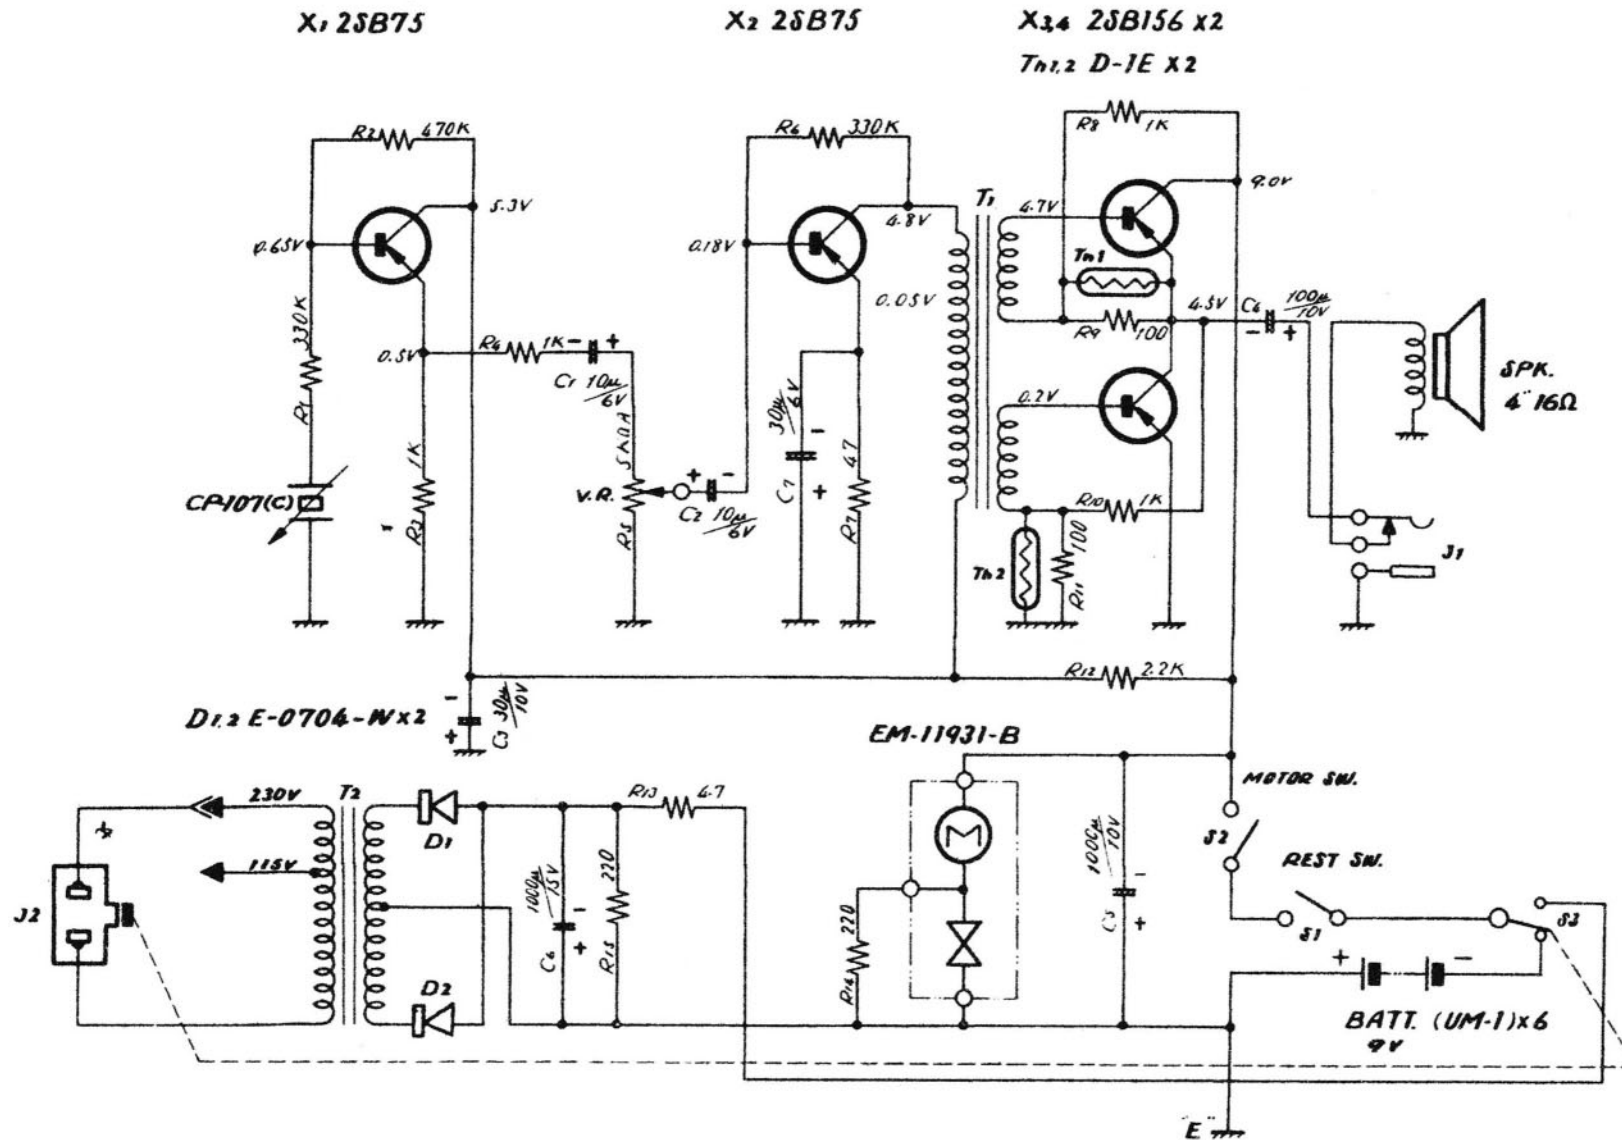 X1 2SB75
X2 2SB75
X3,4 2SB156 x2
Th1,2 D-1E x2
R2 470K
R6 330K
R8 1K
5.3V
0.65V
0.18V
4.8V
T1
4.7V
9.0V
Th1
0.05V
4.5V
C6 100μ/10V
330K
R1
0.5V
R4 1K
- +
C1 10μ/6V
R9 100
- +
SPK.
4" 16Ω
0.2V
5KΩA
V.R.
R5
+ -
C2 10μ/6V
30μ/6V
-
+
C7
47
R7
CP-107(C)
1K
R3
R10 1K
Th2
100
R11
J1
R12 2.2K
D1,2 E-0704-W x2
-
+
C3 30μ/10V
EM-11931-B
MOTOR SW.
S2
230V
115V
T2
D1
D2
R13 4.7
1000μ/15V
-
+
220
R15
M
220
R14
1000μ/10V
-
+
C5
REST SW.
S1
S3
J2
+ -
BATT. (UM-1)x6
9V
"E"